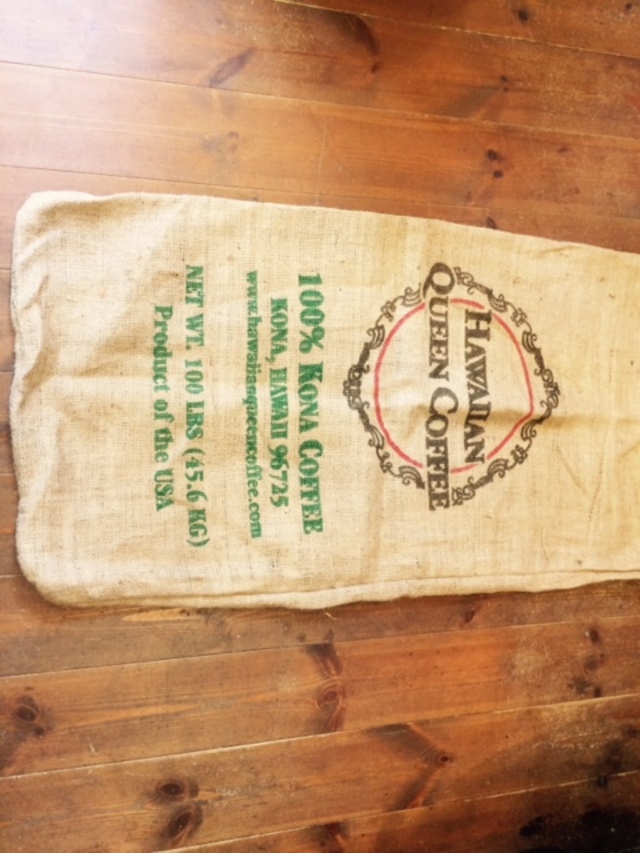 HAWAIIAN
QUEEN COFFEE
100% KONA COFFEE
KONA, HAWAII 96725
www.hawaiianqueencoffee.com
NET WT. 100 LBS (45.6 KG)
Product of the USA